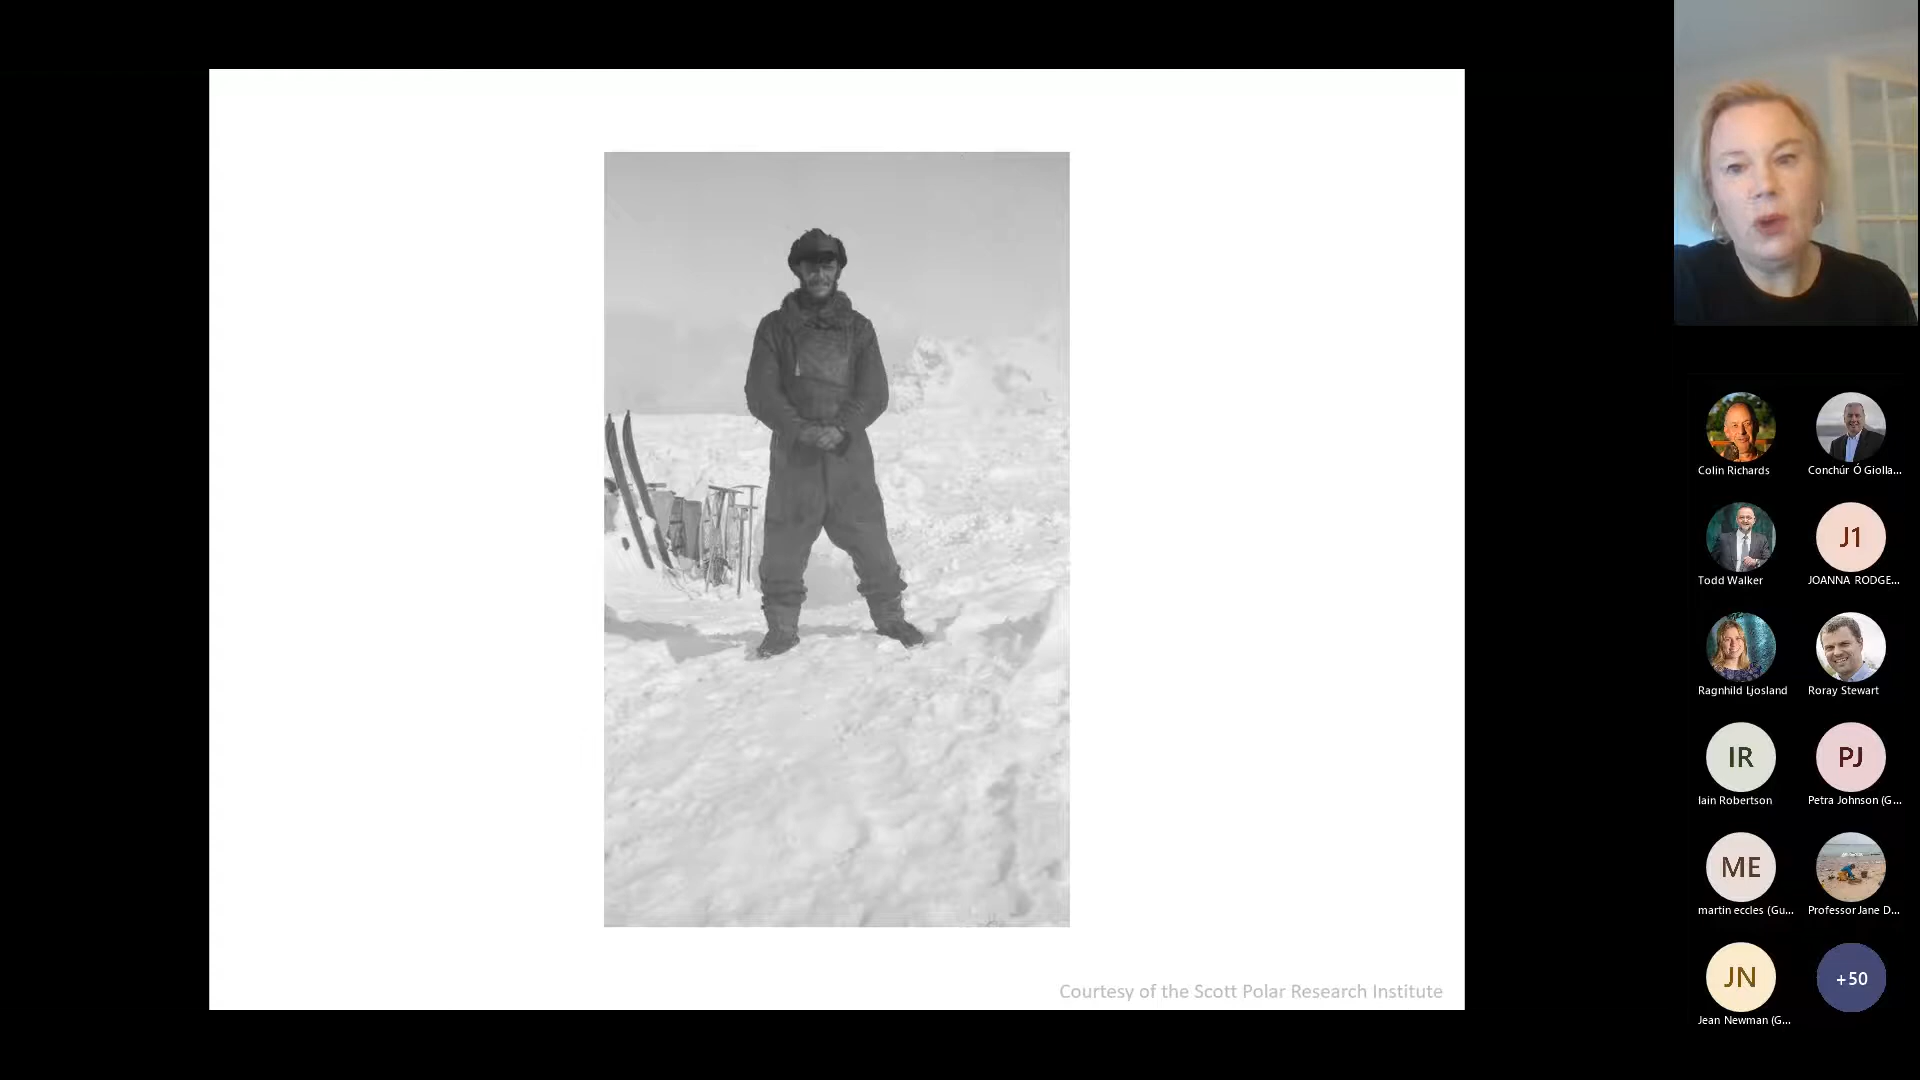 Courtesy of the Scott Polar Research Institute
Colin Richards
Conchúr Ó Giolla...
Todd Walker
J1
JOANNA RODGE...
Ragnhild Ljosland
Roray Stewart
IR
Iain Robertson
PJ
Petra Johnson (G...
ME
martin eccles (Gu...
Professor Jane D...
JN
Jean Newman (G...
+50